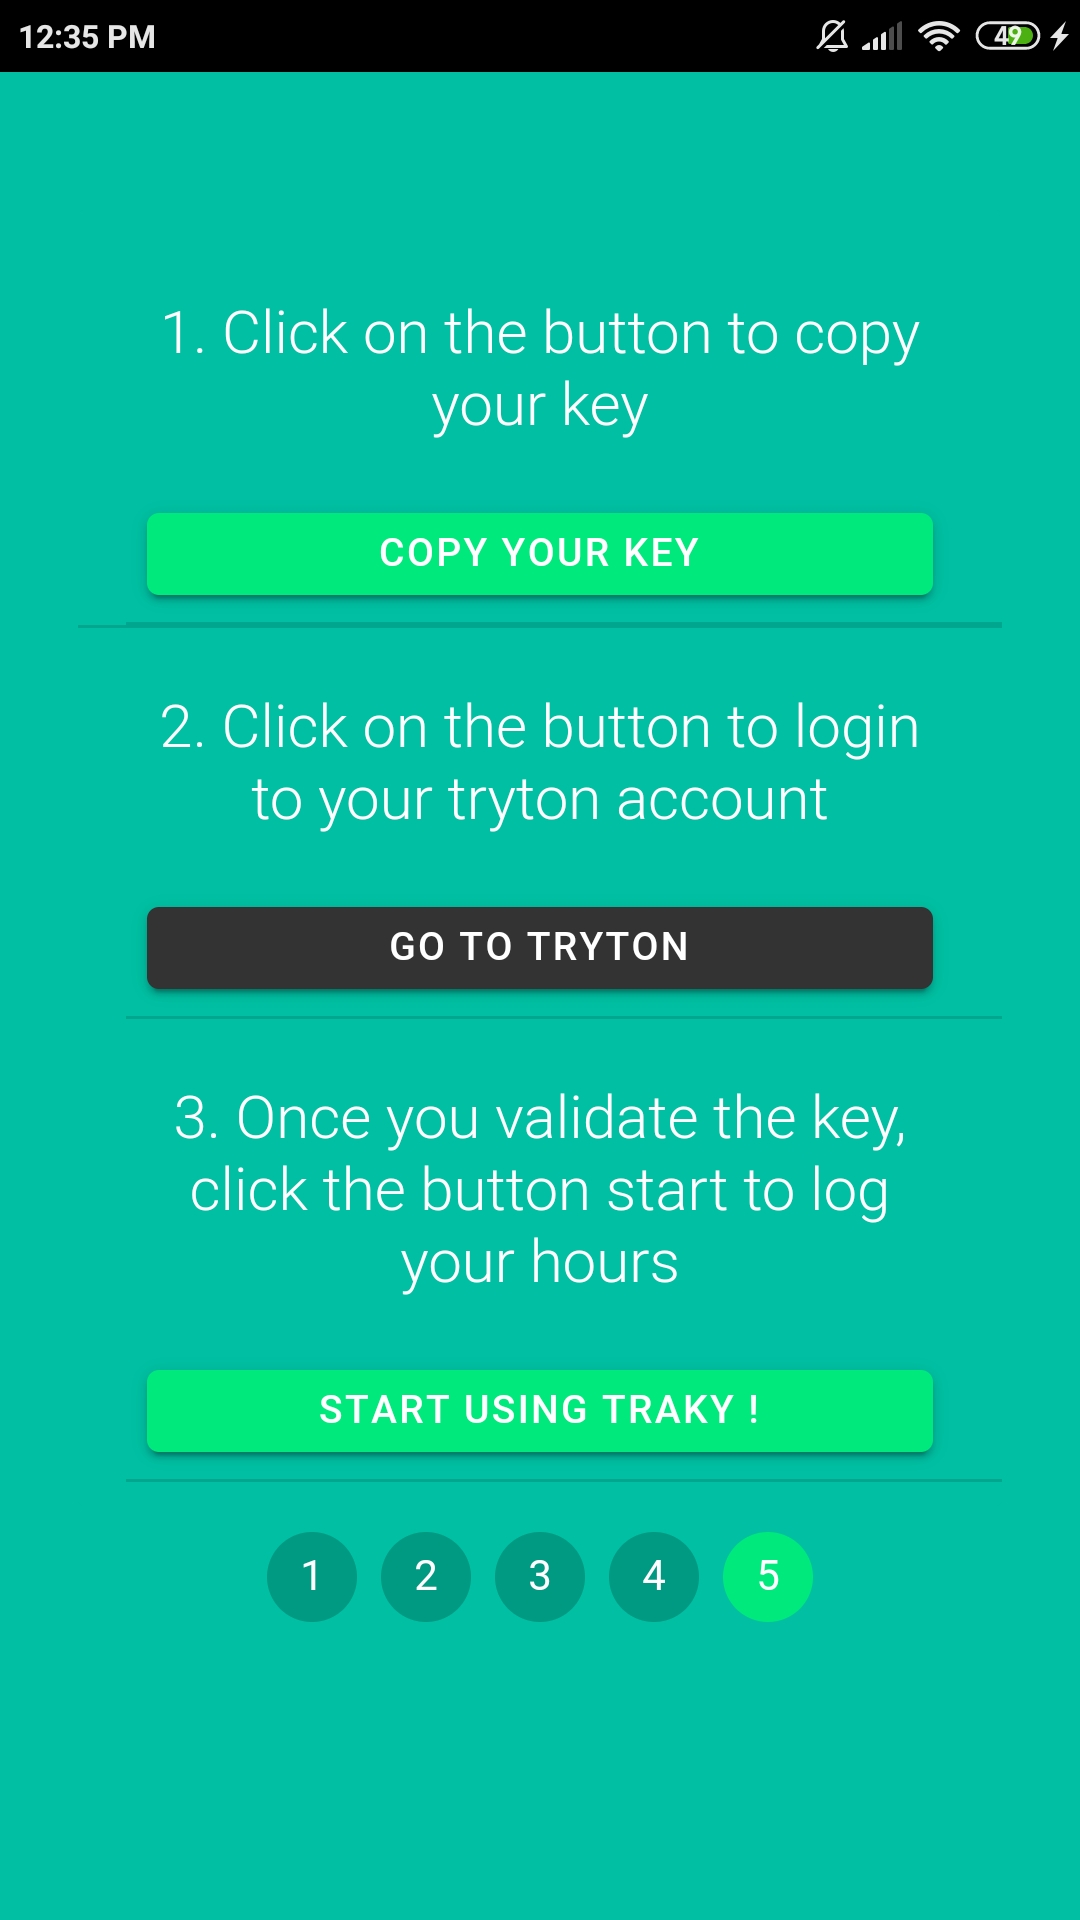 12:35 PM
49
1. Click on the button to copy
your key
COPY YOUR KEY
2. Click on the button to login
to your tryton account
GO TO TRYTON
3. Once you validate the key,
click the button start to log
your hours
START USING TRAKY !
1 2 3 4 5